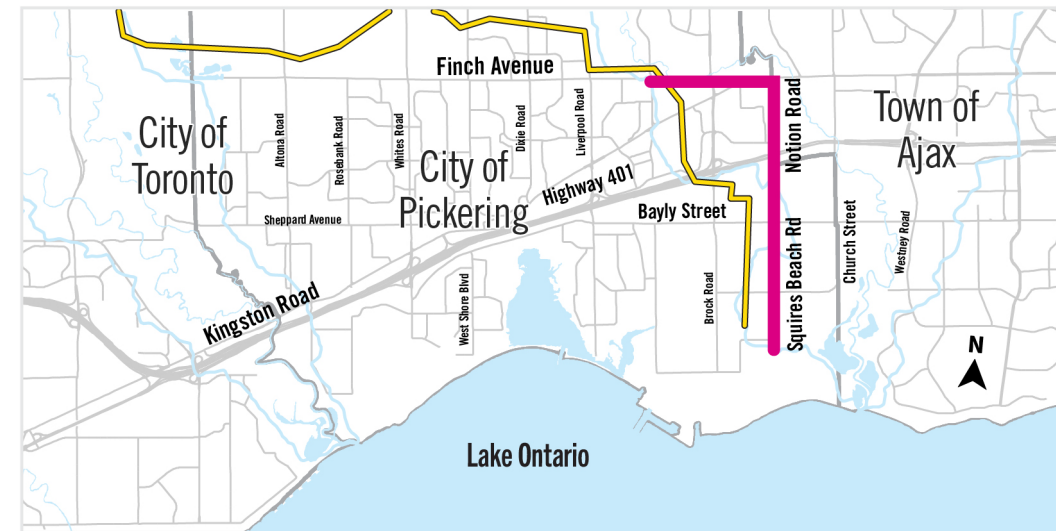 Finch Avenue
Notion Road
Town of
Ajax
City of
Toronto
Altona Road
Rosebank Road
Whites Road
Dixie Road
Liverpool Road
City of
Pickering
Highway 401
Sheppard Avenue
Bayly Street
Squires Beach Rd
Church Street
Westney Road
Brock Road
West Shore Blvd
Kingston Road
N
Lake Ontario